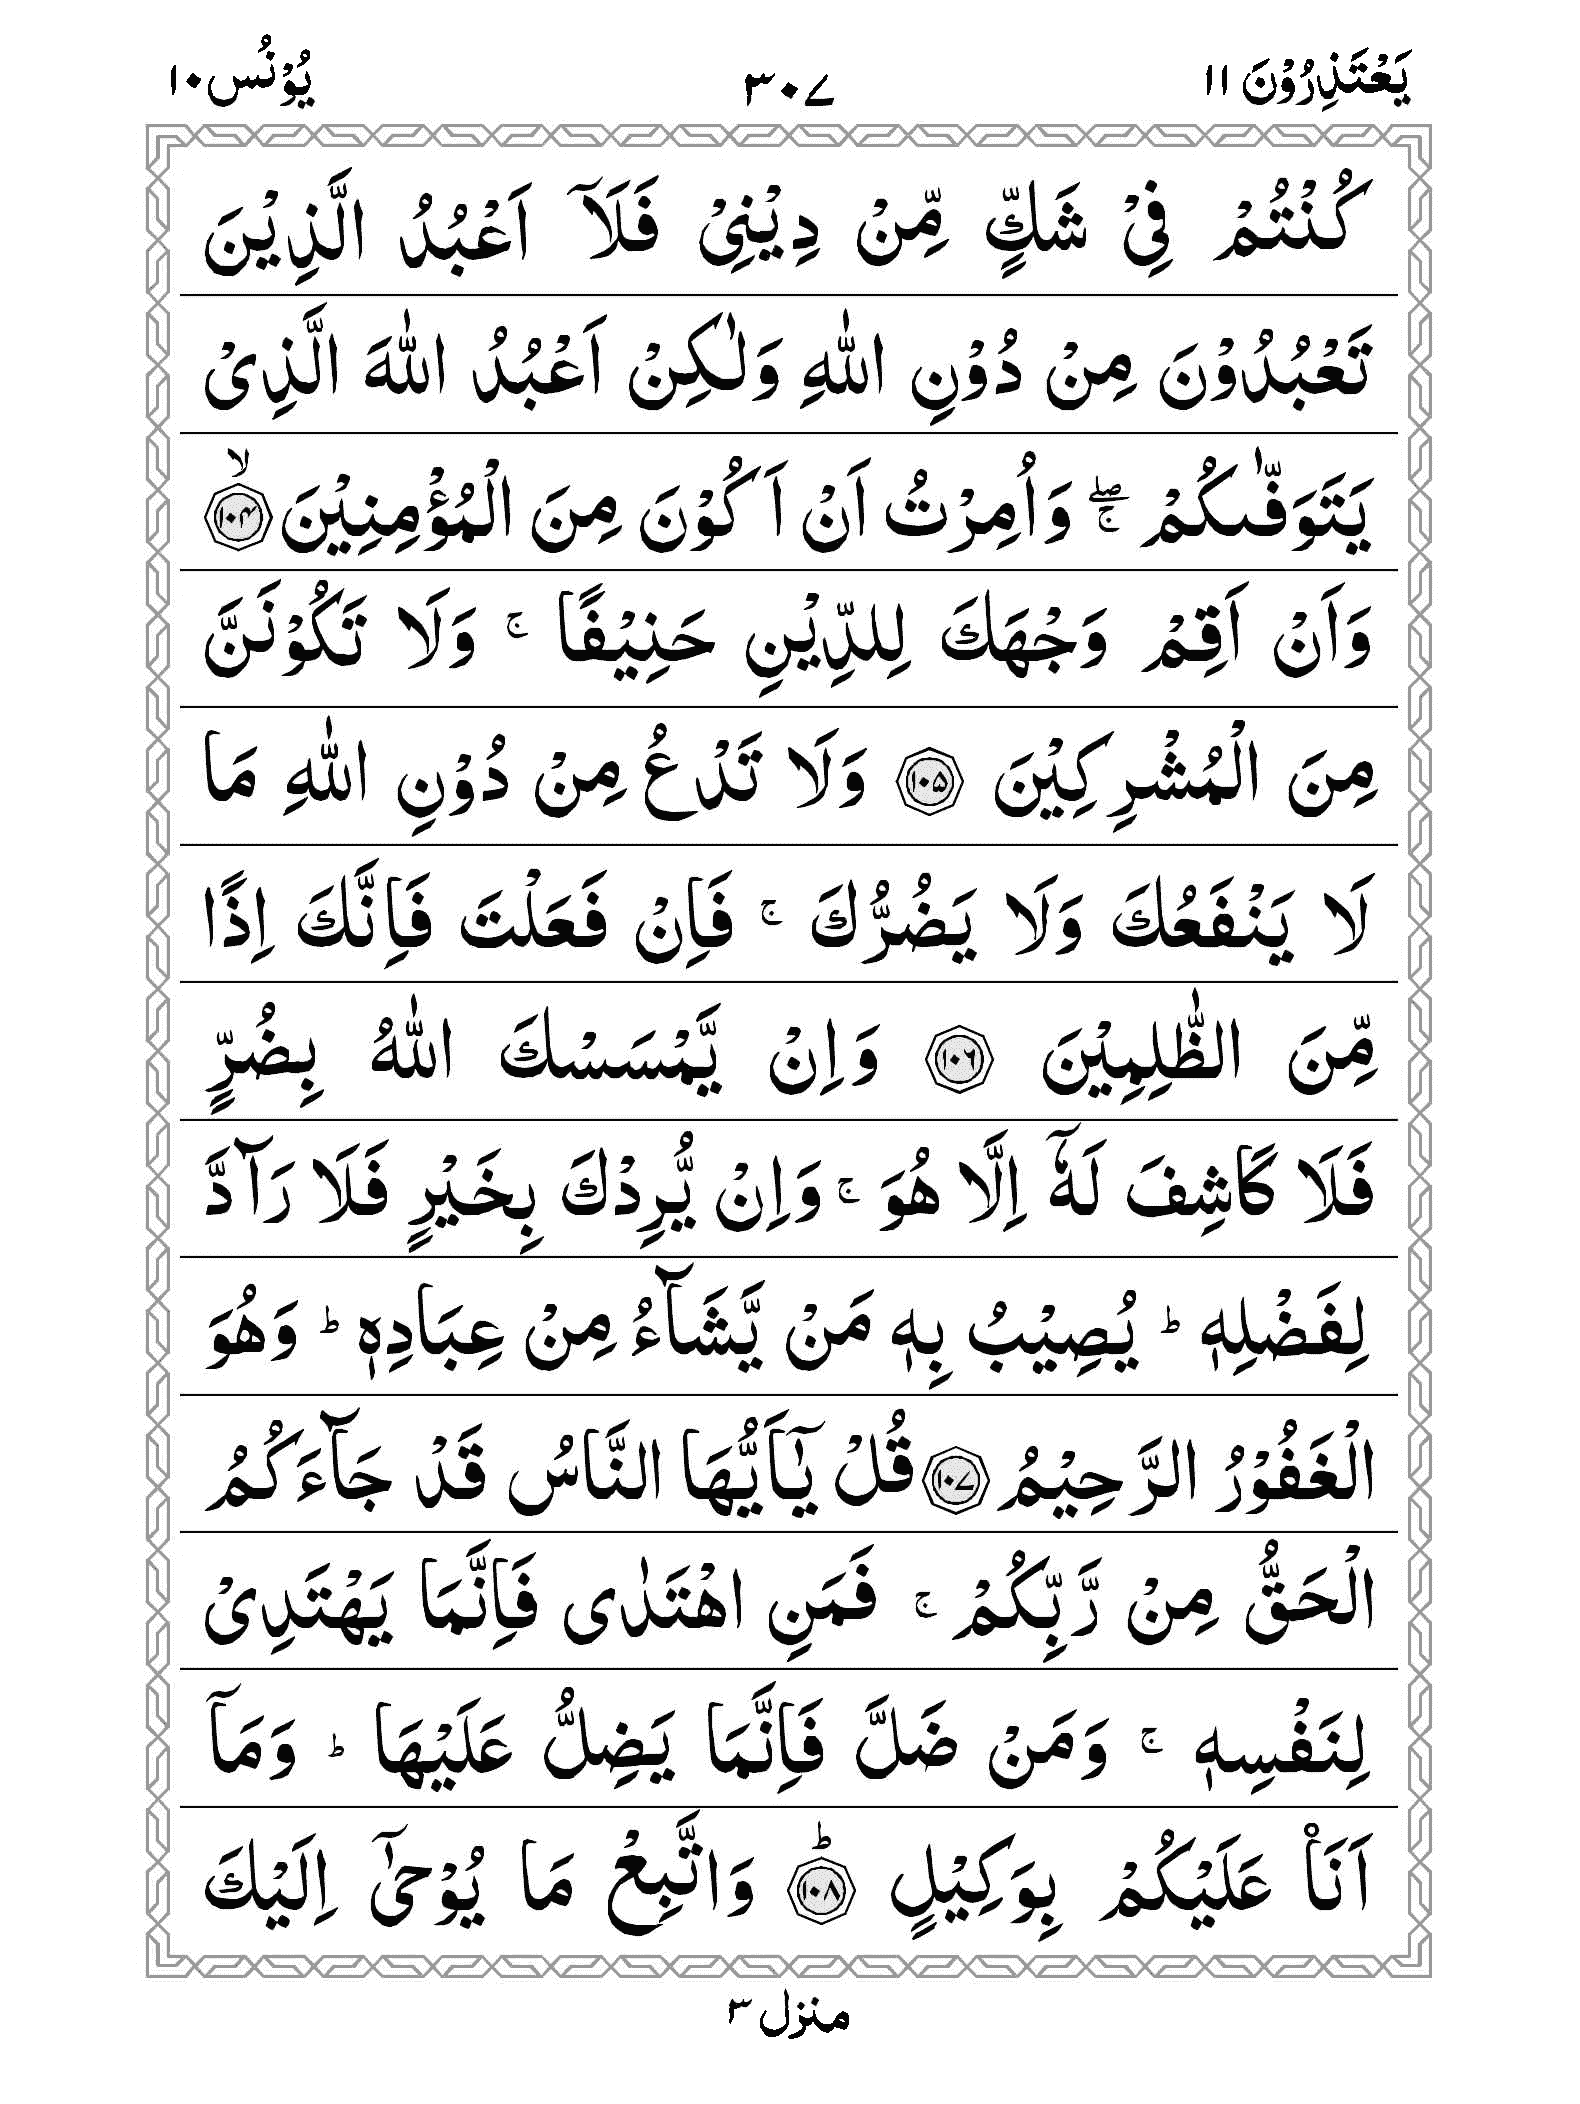 يَعْتَذِرُوْنَ ١١ ٣٠٧ يُوْنُس ١٠
كُنْتُمْ فِيْ شَكٍّ مِّنْ دِيْنِيْ فَلَآ اَعْبُدُ الَّذِيْنَ
تَعْبُدُوْنَ مِنْ دُوْنِ اللّٰهِ وَلٰكِنْ اَعْبُدُ اللّٰهَ الَّذِيْ
يَتَوَفّٰىكُمْ ۖۚ وَاُمِرْتُ اَنْ اَكُوْنَ مِنَ الْمُؤْمِنِيْنَ ۙ ١٠٤
وَاَنْ اَقِمْ وَجْهَكَ لِلدِّيْنِ حَنِيْفًا ۚ وَلَا تَكُوْنَنَّ
مِنَ الْمُشْرِكِيْنَ ١٠٥ وَلَا تَدْعُ مِنْ دُوْنِ اللّٰهِ مَا
لَا يَنْفَعُكَ وَلَا يَضُرُّكَ ۚ فَاِنْ فَعَلْتَ فَاِنَّكَ اِذًا
مِّنَ الظّٰلِمِيْنَ ١٠٦ وَاِنْ يَّمْسَسْكَ اللّٰهُ بِضُرٍّ
فَلَا كَاشِفَ لَهٗٓ اِلَّا هُوَ ۚ وَاِنْ يُّرِدْكَ بِخَيْرٍ فَلَا رَآدَّ
لِفَضْلِهٖ ؕ يُصِيْبُ بِهٖ مَنْ يَّشَآءُ مِنْ عِبَادِهٖ ؕ وَهُوَ
الْغَفُوْرُ الرَّحِيْمُ ١٠٧ قُلْ يٰٓاَيُّهَا النَّاسُ قَدْ جَآءَكُمُ
الْحَقُّ مِنْ رَّبِّكُمْ ۚ فَمَنِ اهْتَدٰى فَاِنَّمَا يَهْتَدِيْ
لِنَفْسِهٖ ۚ وَمَنْ ضَلَّ فَاِنَّمَا يَضِلُّ عَلَيْهَا ؕ وَمَآ
اَنَا۠ عَلَيْكُمْ بِوَكِيْلٍ ؕ ١٠٨ وَاتَّبِعْ مَا يُوْحٰٓى اِلَيْكَ
منزل ٣